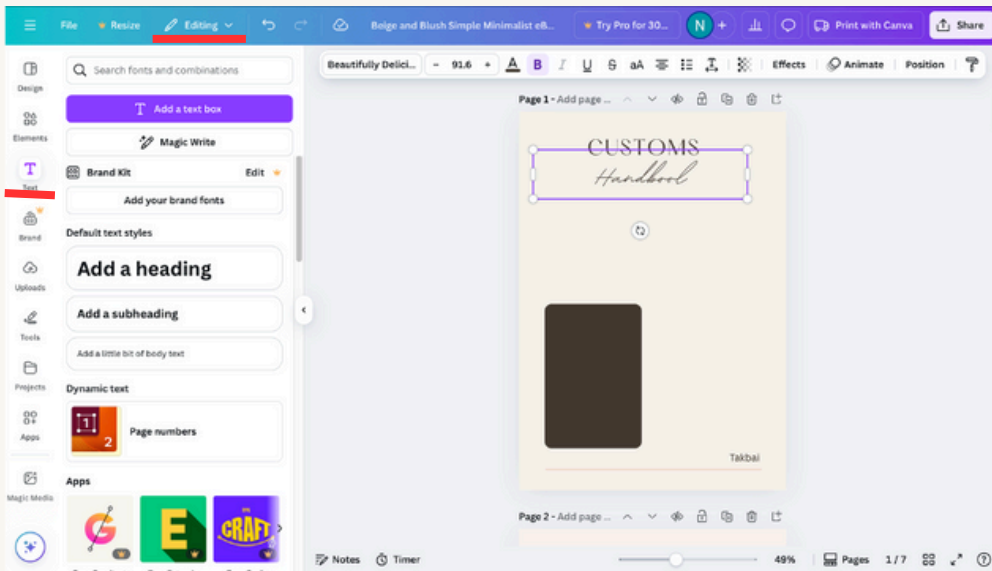 File
Resize
Editing
Beige and Blush Simple Minimalist eB...
Try Pro for 30...
N
Print with Canva
Share
Design
Elements
Text
Brand
Uploads
Tools
Projects
Apps
Magic Media
Search fonts and combinations
Add a text box
Magic Write
Brand Kit
Edit
Add your brand fonts
Default text styles
Add a heading
Add a subheading
Add a little bit of body text
Dynamic text
1
2
Page numbers
Apps
G
E
CRAFT
Beautifully Delici...
- 91.6 +
A B I U S aA
Effects
Animate
Position
Page 1 - Add page ...
CUSTOMS
Handbook
Takbai
Page 2 - Add page ...
Notes
Timer
49%
Pages
1 / 7